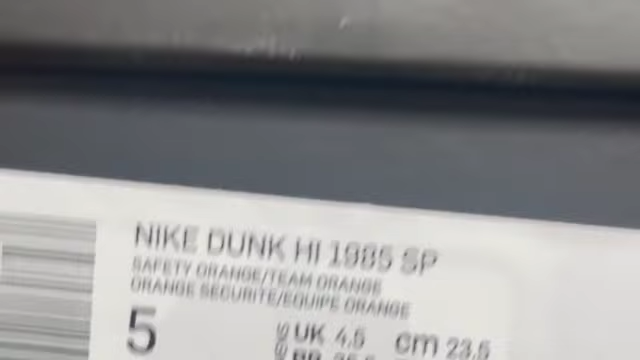 NIKE DUNK HI 1985 SP
SAFETY ORANGE/TEAM ORANGE
ORANGE SECURITE/EQUIPE ORANGE
5 UK 4.5 cm 23.5